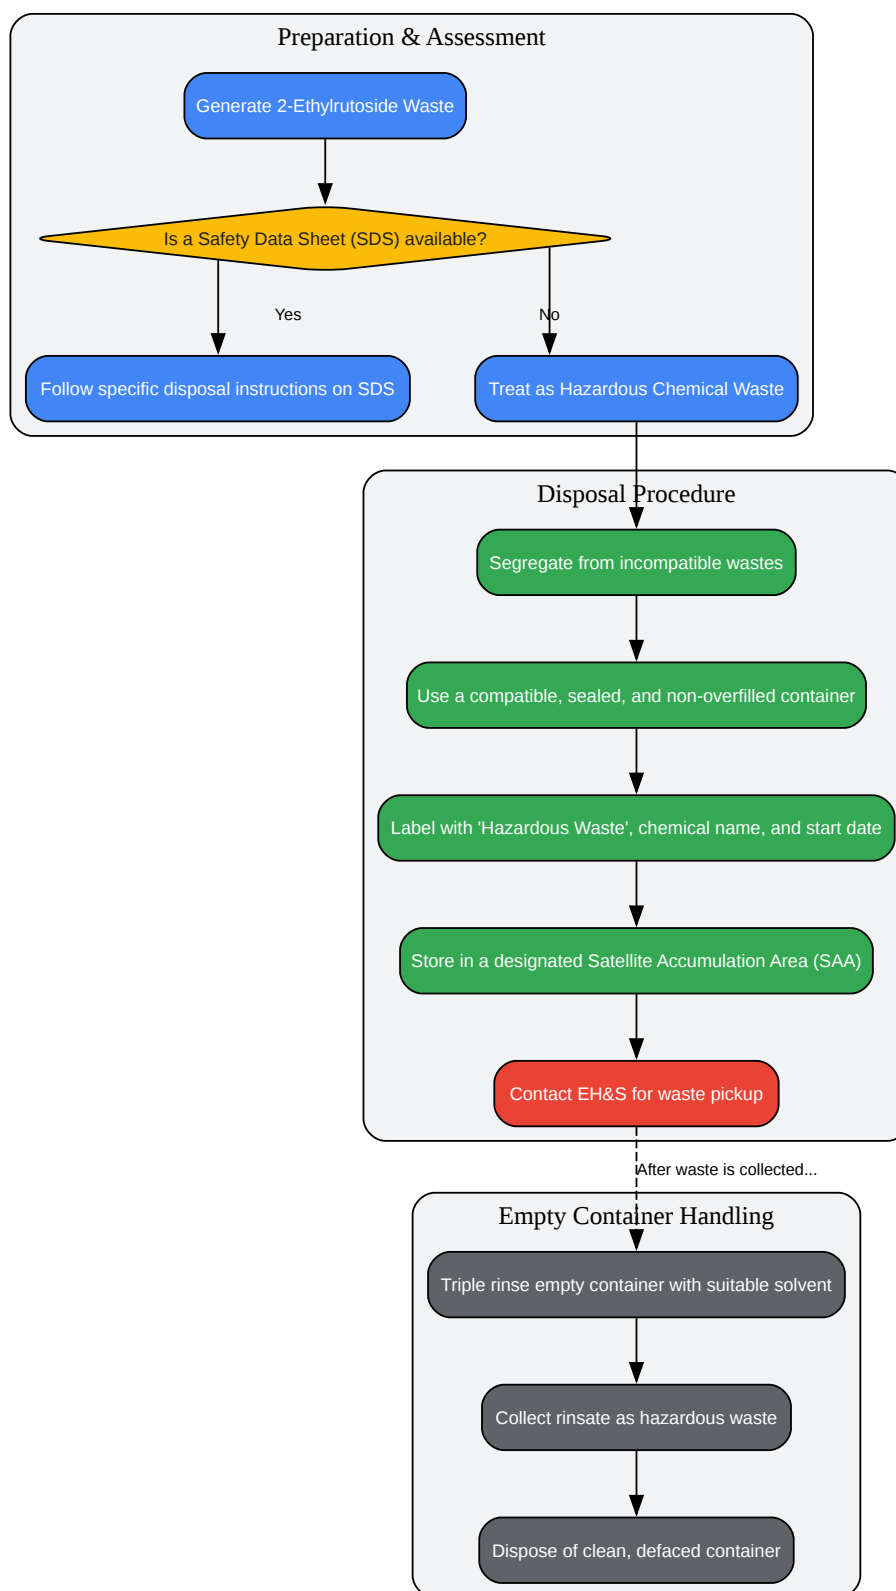 Preparation & Assessment
Generate 2-Ethylrutoside Waste
Is a Safety Data Sheet (SDS) available?
Yes
No
Follow specific disposal instructions on SDS
Treat as Hazardous Chemical Waste
Disposal Procedure
Segregate from incompatible wastes
Use a compatible, sealed, and non-overfilled container
Label with 'Hazardous Waste', chemical name, and start date
Store in a designated Satellite Accumulation Area (SAA)
Contact EH&S for waste pickup
After waste is collected...
Empty Container Handling
Triple rinse empty container with suitable solvent
Collect rinsate as hazardous waste
Dispose of clean, defaced container